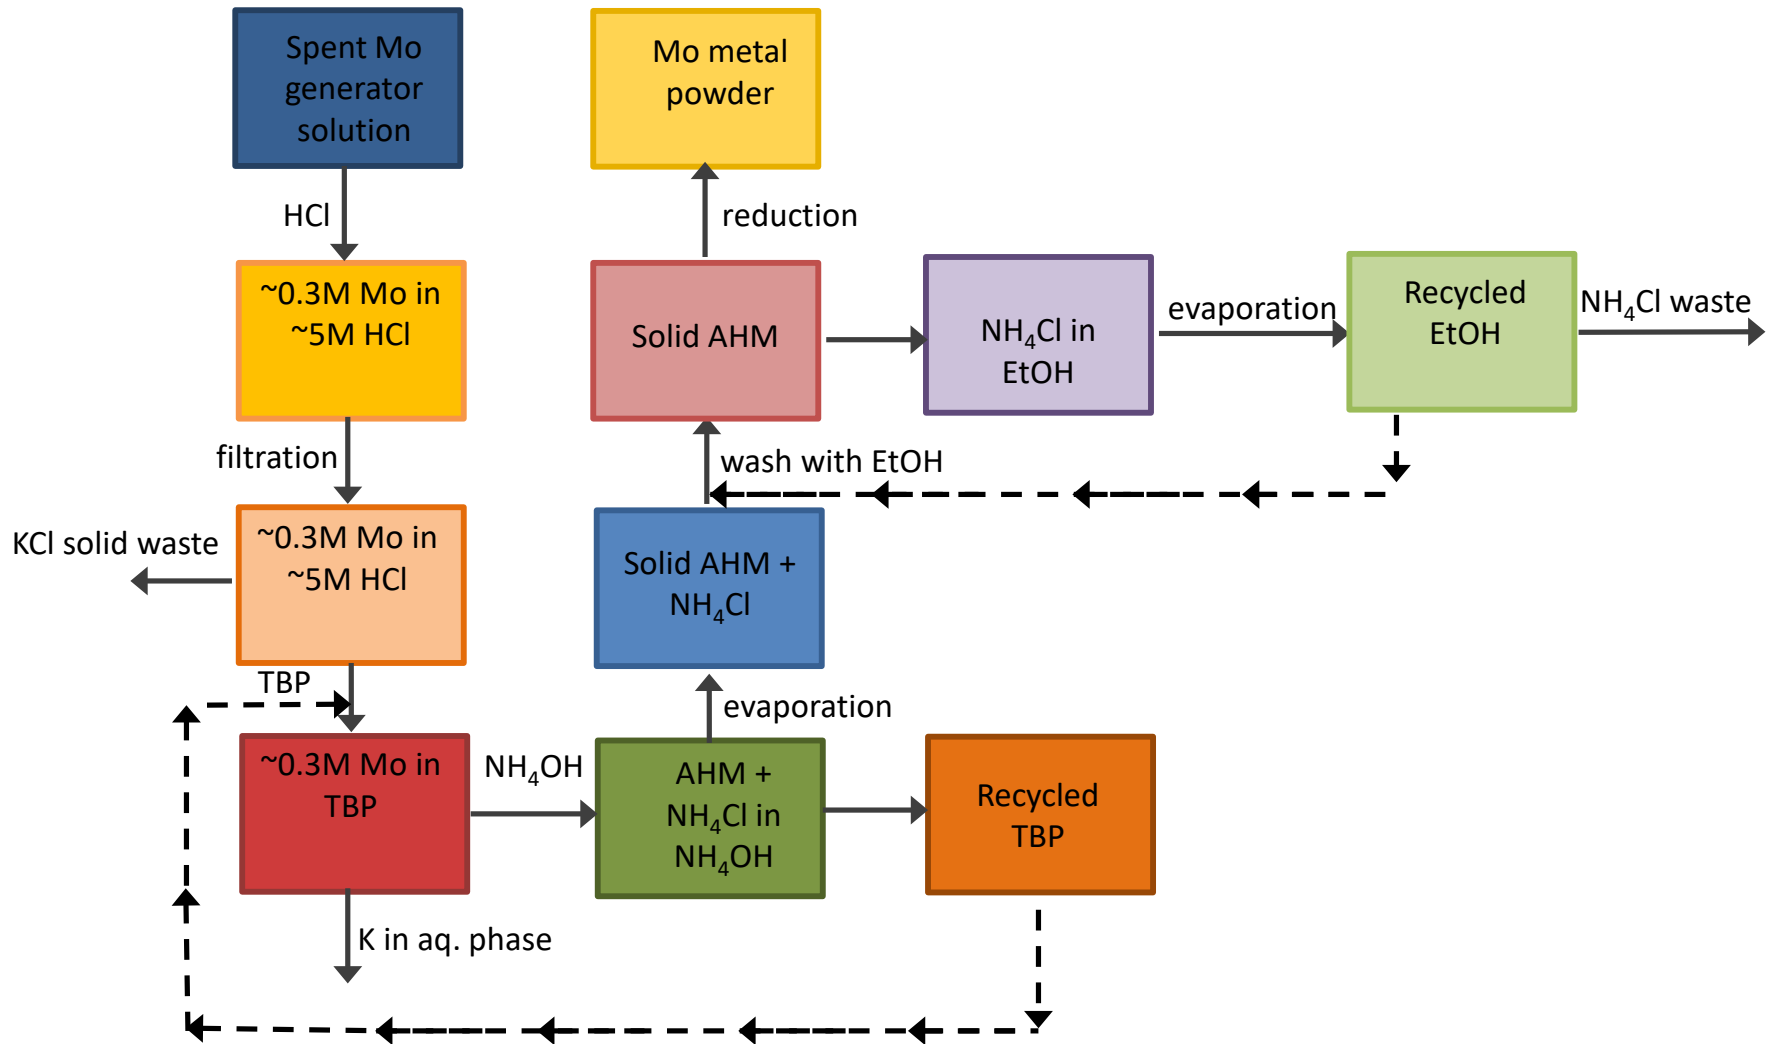 Spent Mo
generator
solution
HCl
~0.3M Mo in
~5M HCl
filtration
~0.3M Mo in
~5M HCl
KCl solid waste
TBP
~0.3M Mo in
TBP
K in aq. phase
NH₄OH
AHM +
NH₄Cl in
NH₄OH
Recycled
TBP
evaporation
Solid AHM +
NH₄Cl
wash with EtOH
Solid AHM
reduction
Mo metal
powder
NH₄Cl in
EtOH
evaporation
Recycled
EtOH
NH₄Cl waste